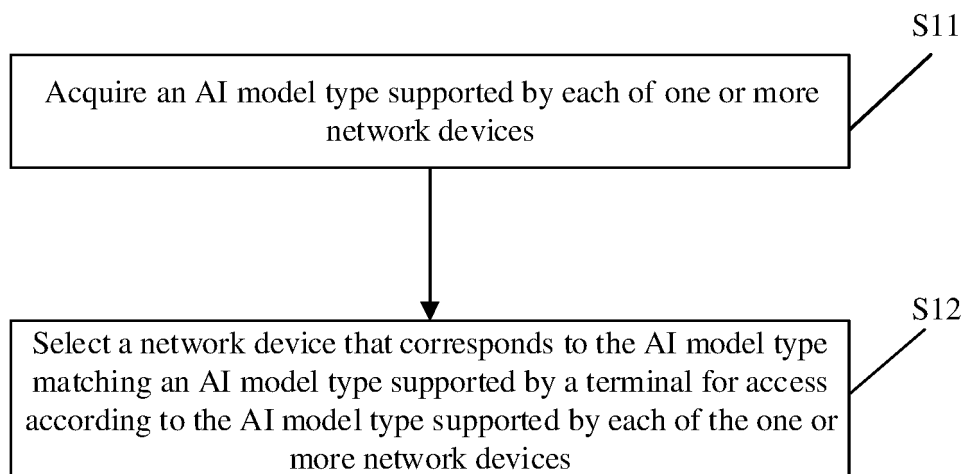 S11
Acquire an AI model type supported by each of one or more
network devices
S12
Select a network device that corresponds to the AI model type
matching an AI model type supported by a terminal for access
according to the AI model type supported by each of the one or
more network devices